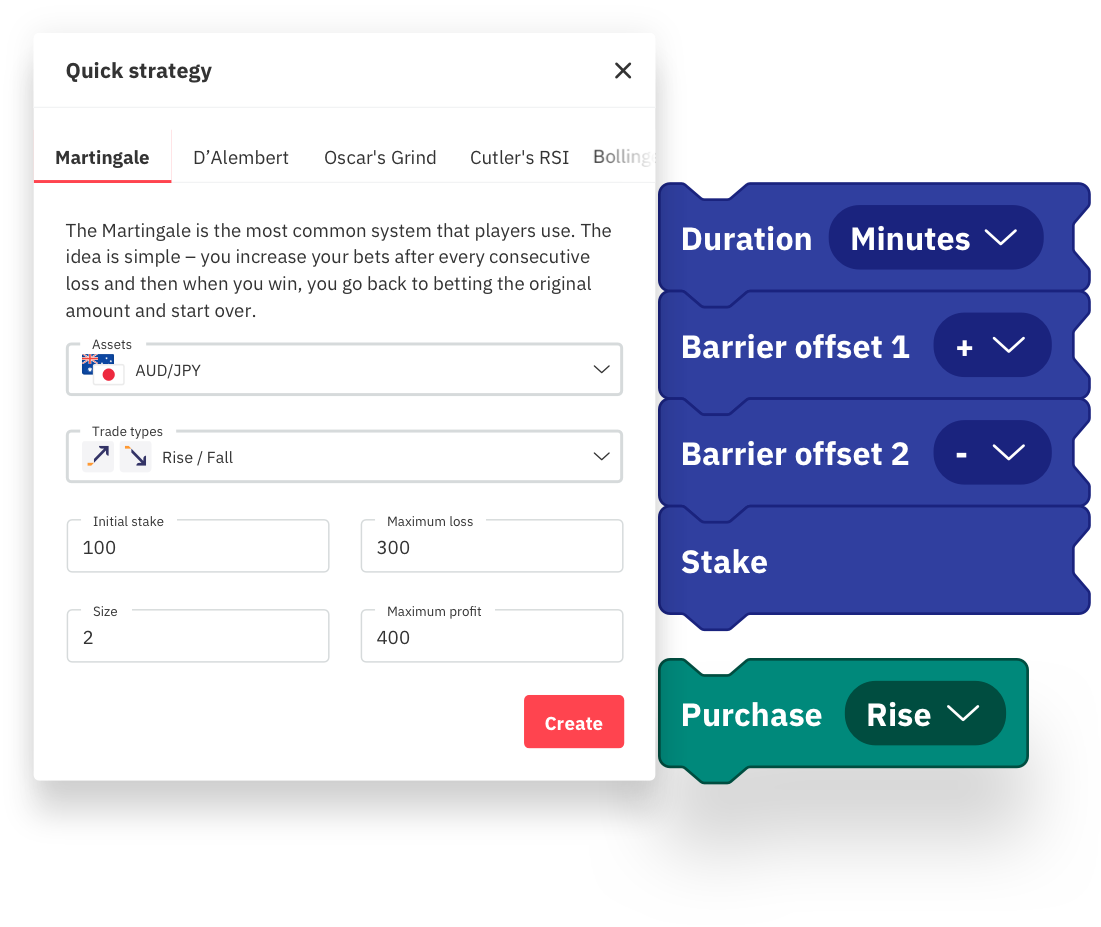 Quick strategy
Martingale
D’Alembert
Oscar's Grind
Cutler's RSI
Bolling
The Martingale is the most common system that players use. The
idea is simple – you increase your bets after every consecutive
loss and then when you win, you go back to betting the original
amount and start over.
Assets
AUD/JPY
Trade types
Rise / Fall
Initial stake
100
Maximum loss
300
Size
2
Maximum profit
400
Create
Duration Minutes
Barrier offset 1 +
Barrier offset 2 -
Stake
Purchase Rise